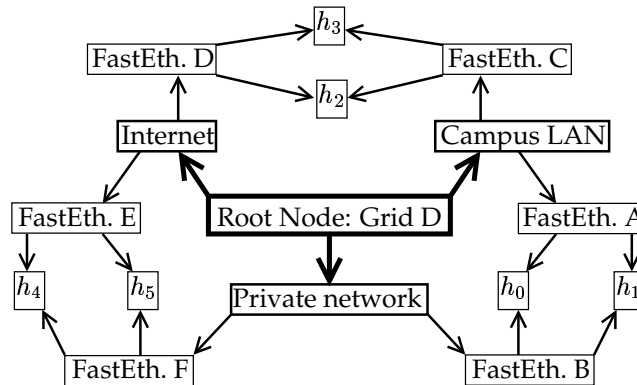 h₃
FastEth. D
FastEth. C
h₂
Internet
Campus LAN
FastEth. E
Root Node: Grid D
FastEth. A
h₄
h₅
Private network
h₀
h₁
FastEth. F
FastEth. B